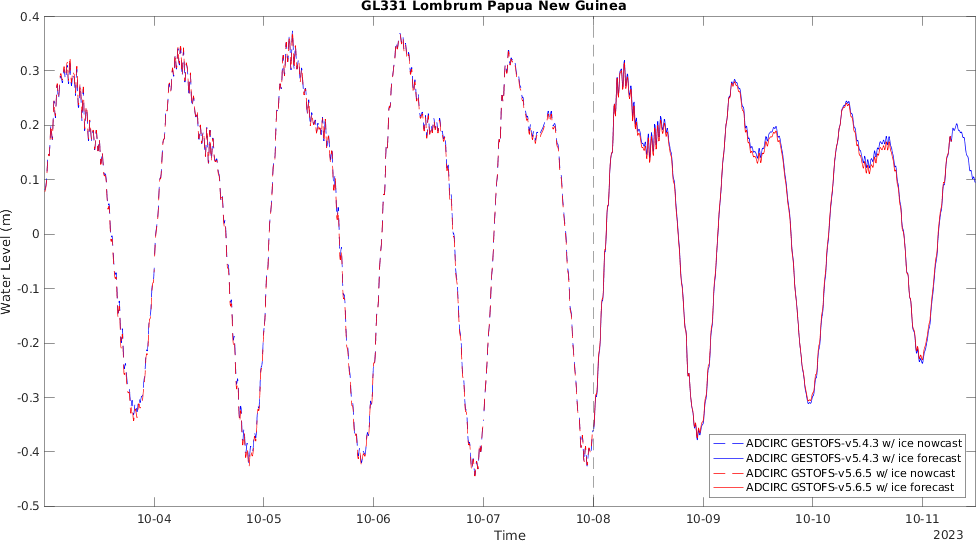 GL331 Lombrum Papua New Guinea
0.4
0.3
0.2
0.1
0
-0.1
-0.2
-0.3
-0.4
-0.5
Water Level (m)
10-04
10-05
10-06
10-07
10-08
10-09
10-10
10-11
Time
2023
ADCIRC GESTOFS-v5.4.3 w/ ice nowcast
ADCIRC GESTOFS-v5.4.3 w/ ice forecast
ADCIRC GSTOFS-v5.6.5 w/ ice nowcast
ADCIRC GSTOFS-v5.6.5 w/ ice forecast